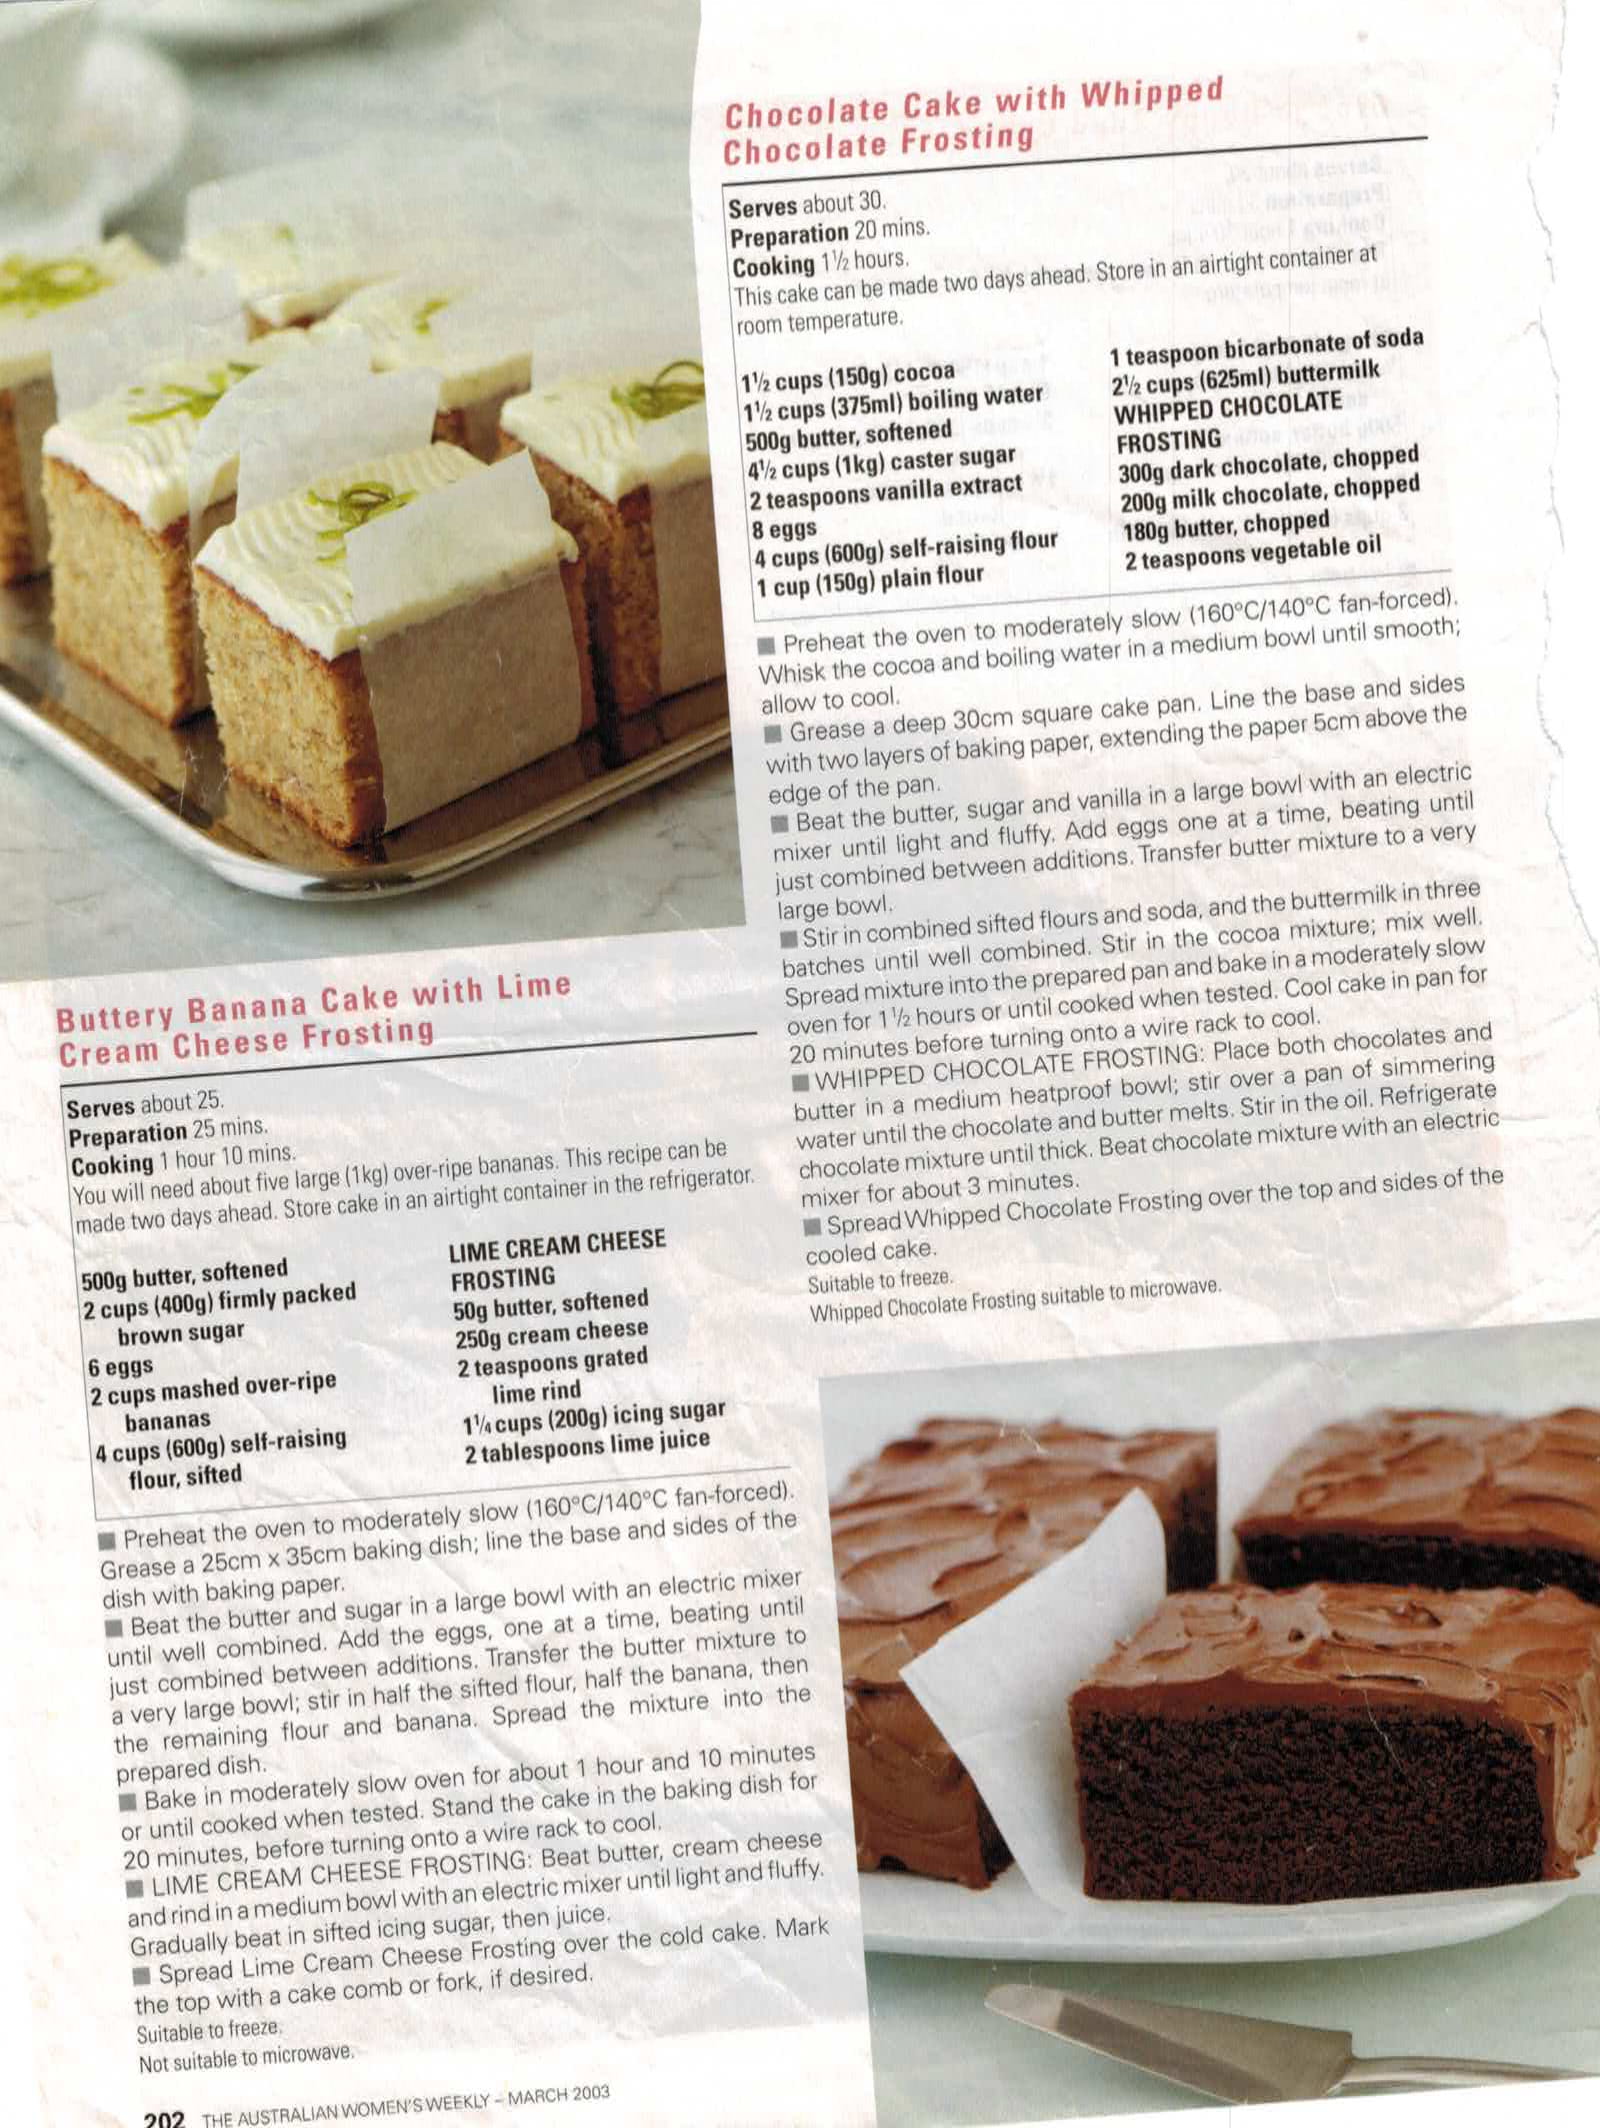 Chocolate Cake with Whipped
Chocolate Frosting
Serves about 30.
Preparation 20 mins.
Cooking 1½ hours.
This cake can be made two days ahead. Store in an airtight container at
room temperature.
1½ cups (150g) cocoa
1½ cups (375ml) boiling water
500g butter, softened
4½ cups (1kg) caster sugar
2 teaspoons vanilla extract
8 eggs
4 cups (600g) self-raising flour
1 cup (150g) plain flour
1 teaspoon bicarbonate of soda
2½ cups (625ml) buttermilk
WHIPPED CHOCOLATE
FROSTING
300g dark chocolate, chopped
200g milk chocolate, chopped
180g butter, chopped
2 teaspoons vegetable oil
■ Preheat the oven to moderately slow (160°C/140°C fan-forced).
Whisk the cocoa and boiling water in a medium bowl until smooth;
allow to cool.
■ Grease a deep 30cm square cake pan. Line the base and sides
with two layers of baking paper, extending the paper 5cm above the
edge of the pan.
■ Beat the butter, sugar and vanilla in a large bowl with an electric
mixer until light and fluffy. Add eggs one at a time, beating until
just combined between additions. Transfer butter mixture to a very
large bowl.
■ Stir in combined sifted flours and soda, and the buttermilk in three
batches until well combined. Stir in the cocoa mixture; mix well.
Spread mixture into the prepared pan and bake in a moderately slow
oven for 1½ hours or until cooked when tested. Cool cake in pan for
20 minutes before turning onto a wire rack to cool.
■ WHIPPED CHOCOLATE FROSTING: Place both chocolates and
butter in a medium heatproof bowl; stir over a pan of simmering
water until the chocolate and butter melts. Stir in the oil. Refrigerate
chocolate mixture until thick. Beat chocolate mixture with an electric
mixer for about 3 minutes.
■ Spread Whipped Chocolate Frosting over the top and sides of the
cooled cake.
Suitable to freeze.
Whipped Chocolate Frosting suitable to microwave.
Buttery Banana Cake with Lime
Cream Cheese Frosting
Serves about 25.
Preparation 25 mins.
Cooking 1 hour 10 mins.
You will need about five large (1kg) over-ripe bananas. This recipe can be
made two days ahead. Store cake in an airtight container in the refrigerator.
500g butter, softened
2 cups (400g) firmly packed
brown sugar
6 eggs
2 cups mashed over-ripe
bananas
4 cups (600g) self-raising
flour, sifted
LIME CREAM CHEESE
FROSTING
50g butter, softened
250g cream cheese
2 teaspoons grated
lime rind
1¼ cups (200g) icing sugar
2 tablespoons lime juice
■ Preheat the oven to moderately slow (160°C/140°C fan-forced).
Grease a 25cm x 35cm baking dish; line the base and sides of the
dish with baking paper.
■ Beat the butter and sugar in a large bowl with an electric mixer
until well combined. Add the eggs, one at a time, beating until
just combined between additions. Transfer the butter mixture to
a very large bowl; stir in half the sifted flour, half the banana, then
the remaining flour and banana. Spread the mixture into the
prepared dish.
■ Bake in moderately slow oven for about 1 hour and 10 minutes
or until cooked when tested. Stand the cake in the baking dish for
20 minutes, before turning onto a wire rack to cool.
■ LIME CREAM CHEESE FROSTING: Beat butter, cream cheese
and rind in a medium bowl with an electric mixer until light and fluffy.
Gradually beat in sifted icing sugar, then juice.
■ Spread Lime Cream Cheese Frosting over the cold cake. Mark
the top with a cake comb or fork, if desired.
Suitable to freeze.
Not suitable to microwave.
202 THE AUSTRALIAN WOMEN'S WEEKLY – MARCH 2003